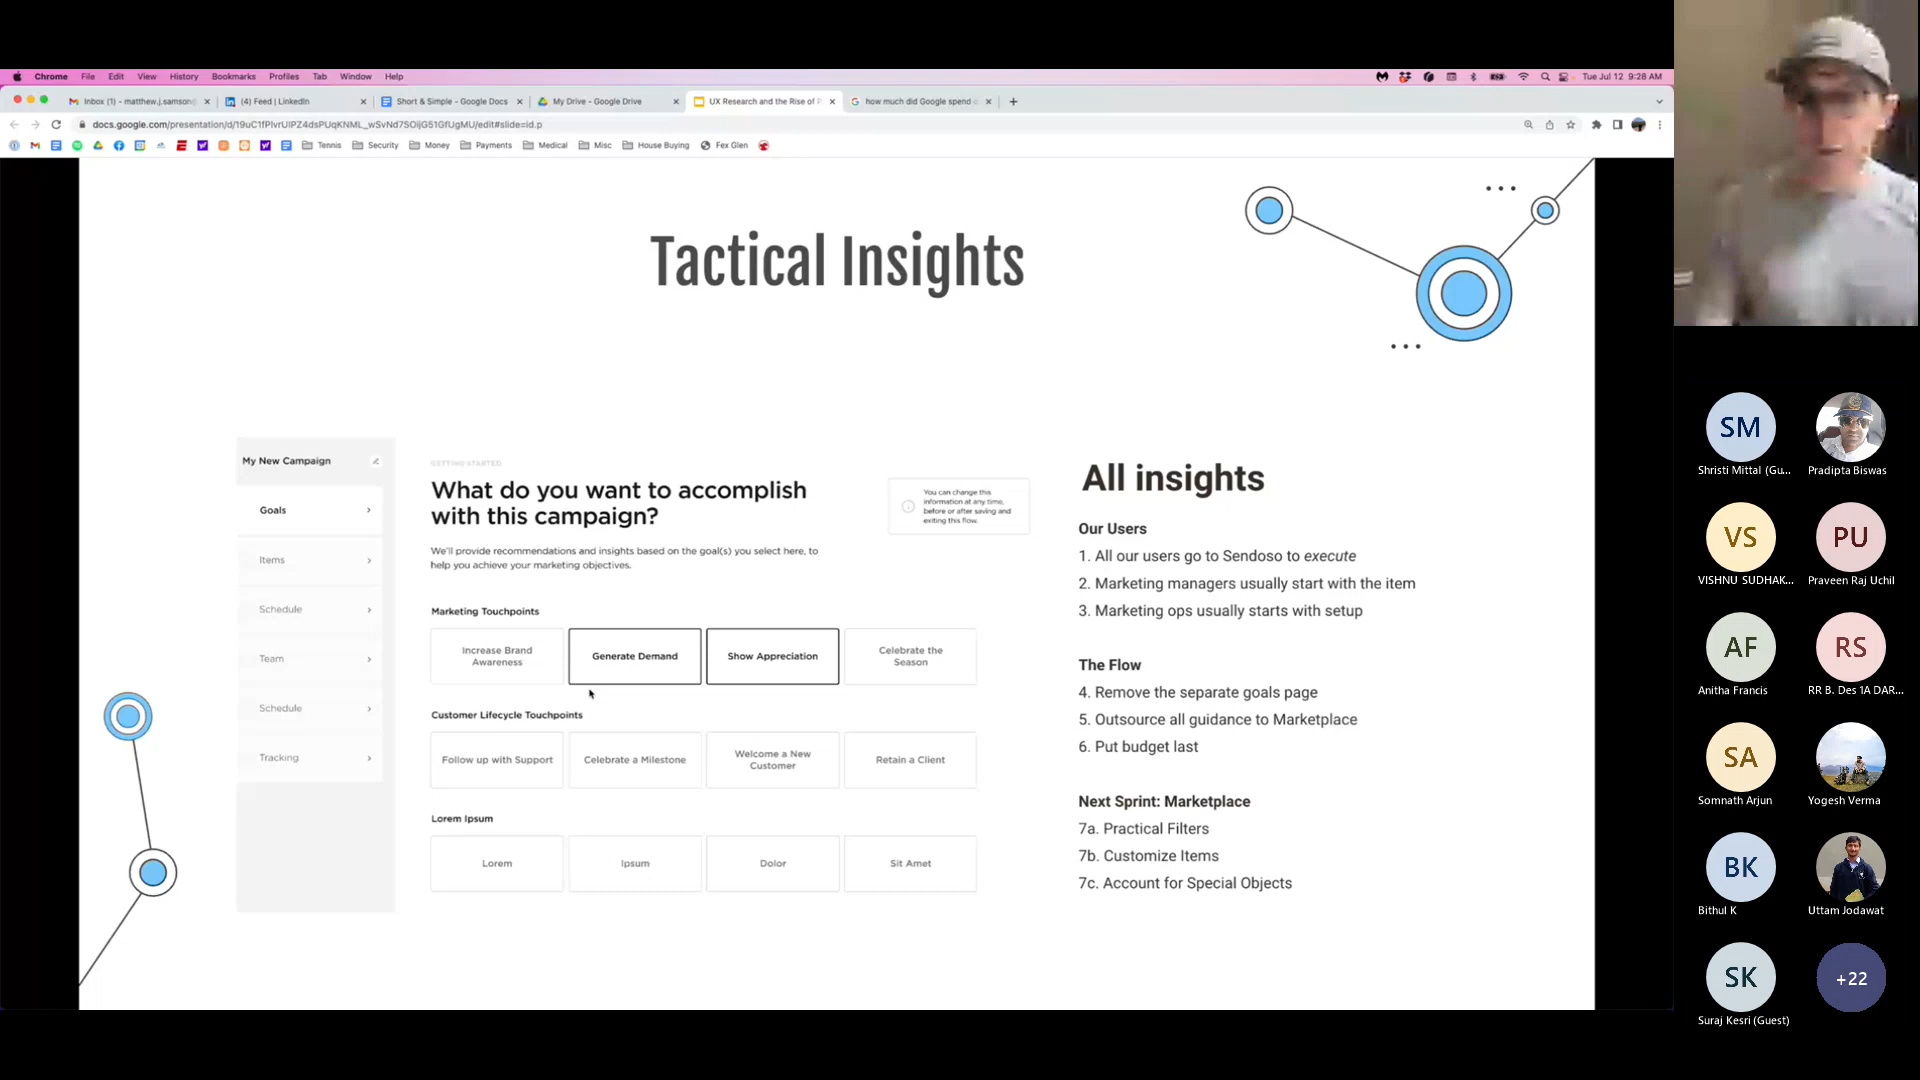 Chrome File Edit View History Bookmarks Profiles Tab Window Help
Tue Jul 12 9:28 AM
Inbox (1) - matthew.j.samson
(4) Feed | LinkedIn
Short & Simple - Google Docs
My Drive - Google Drive
UX Research and the Rise of
how much did Google spend
Tennis Security Money Payments Medical Misc House Buying Fex Glen
Tactical Insights
My New Campaign
Goals
Items
Schedule
Team
Schedule
Tracking
GETTING STARTED
What do you want to accomplish
with this campaign?
We'll provide recommendations and insights based on the goal(s) you select here, to
help you achieve your marketing objectives.
You can change this
information at any time,
before or after saving and
exiting this flow.
Marketing Touchpoints
Increase Brand
Awareness
Generate Demand
Show Appreciation
Celebrate the
Season
Customer Lifecycle Touchpoints
Follow up with Support
Celebrate a Milestone
Welcome a New
Customer
Retain a Client
Lorem Ipsum
Lorem
Ipsum
Dolor
Sit Amet
All insights
Our Users
1. All our users go to Sendoso to execute
2. Marketing managers usually start with the item
3. Marketing ops usually starts with setup
The Flow
4. Remove the separate goals page
5. Outsource all guidance to Marketplace
6. Put budget last
Next Sprint: Marketplace
7a. Practical Filters
7b. Customize Items
7c. Account for Special Objects
SM
Shristi Mittal (Gu...
Pradipta Biswas
VS
VISHNU SUDHAK...
PU
Praveen Raj Uchil
AF
Anitha Francis
RS
RR B. Des 1A DAR...
SA
Somnath Arjun
Yogesh Verma
BK
Bithul K
Uttam Jodawat
SK
Suraj Kesri (Guest)
+22